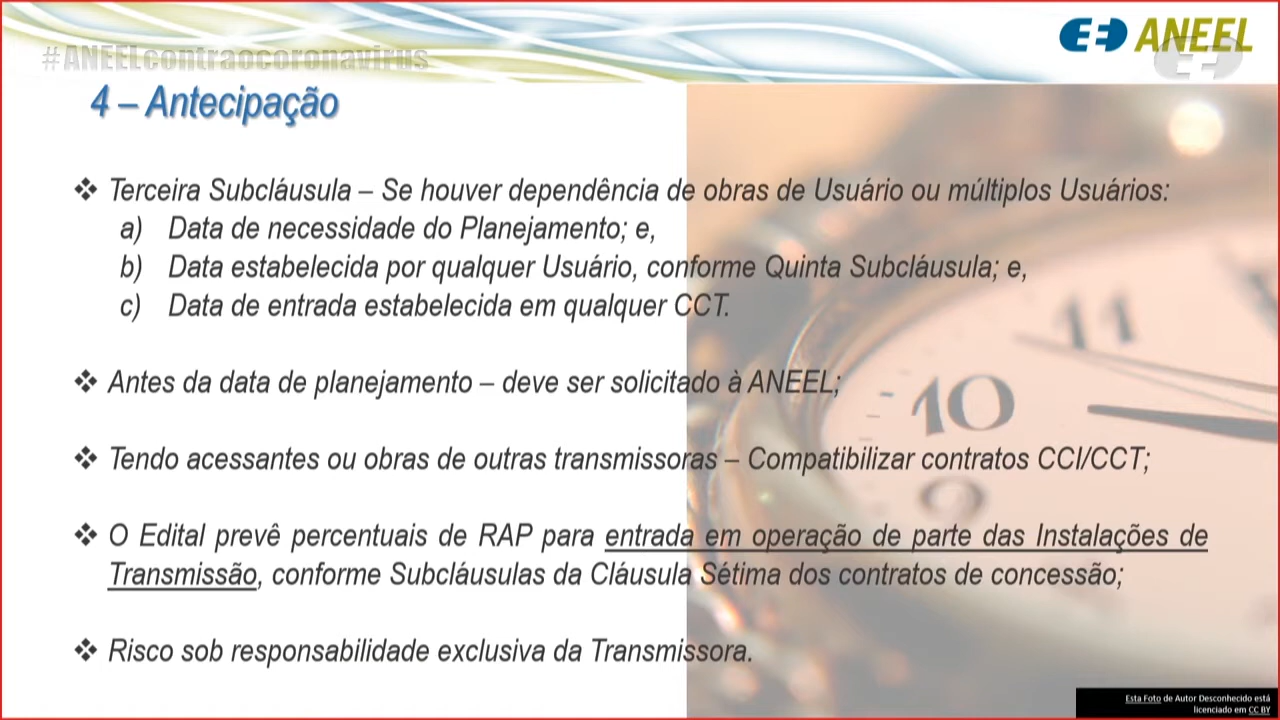 #ANEELcontraocoronavirus
ANEEL
4 – Antecipação
❖ Terceira Subcláusula – Se houver dependência de obras de Usuário ou múltiplos Usuários:
a) Data de necessidade do Planejamento; e,
b) Data estabelecida por qualquer Usuário, conforme Quinta Subcláusula; e,
c) Data de entrada estabelecida em qualquer CCT.
❖ Antes da data de planejamento – deve ser solicitado à ANEEL;
❖ Tendo acessantes ou obras de outras transmissoras – Compatibilizar contratos CCI/CCT;
❖ O Edital prevê percentuais de RAP para entrada em operação de parte das Instalações de
Transmissão, conforme Subcláusulas da Cláusula Sétima dos contratos de concessão;
❖ Risco sob responsabilidade exclusiva da Transmissora.
11
10
9
Esta Foto de Autor Desconhecido está
licenciado em CC BY